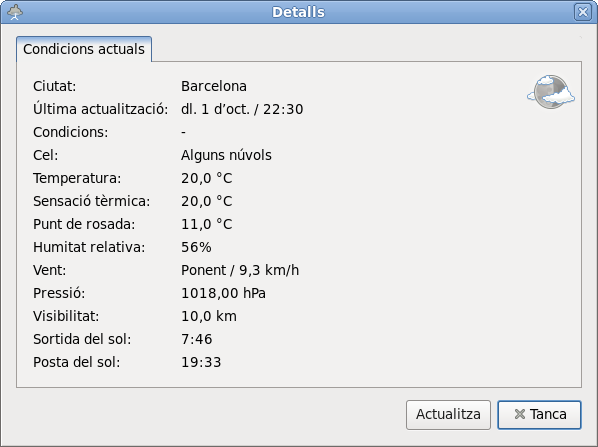 Detalls
Condicions actuals
Ciutat: Barcelona
Última actualització: dl. 1 d’oct. / 22:30
Condicions: -
Cel: Alguns núvols
Temperatura: 20,0 °C
Sensació tèrmica: 20,0 °C
Punt de rosada: 11,0 °C
Humitat relativa: 56%
Vent: Ponent / 9,3 km/h
Pressió: 1018,00 hPa
Visibilitat: 10,0 km
Sortida del sol: 7:46
Posta del sol: 19:33
Actualitza Tanca